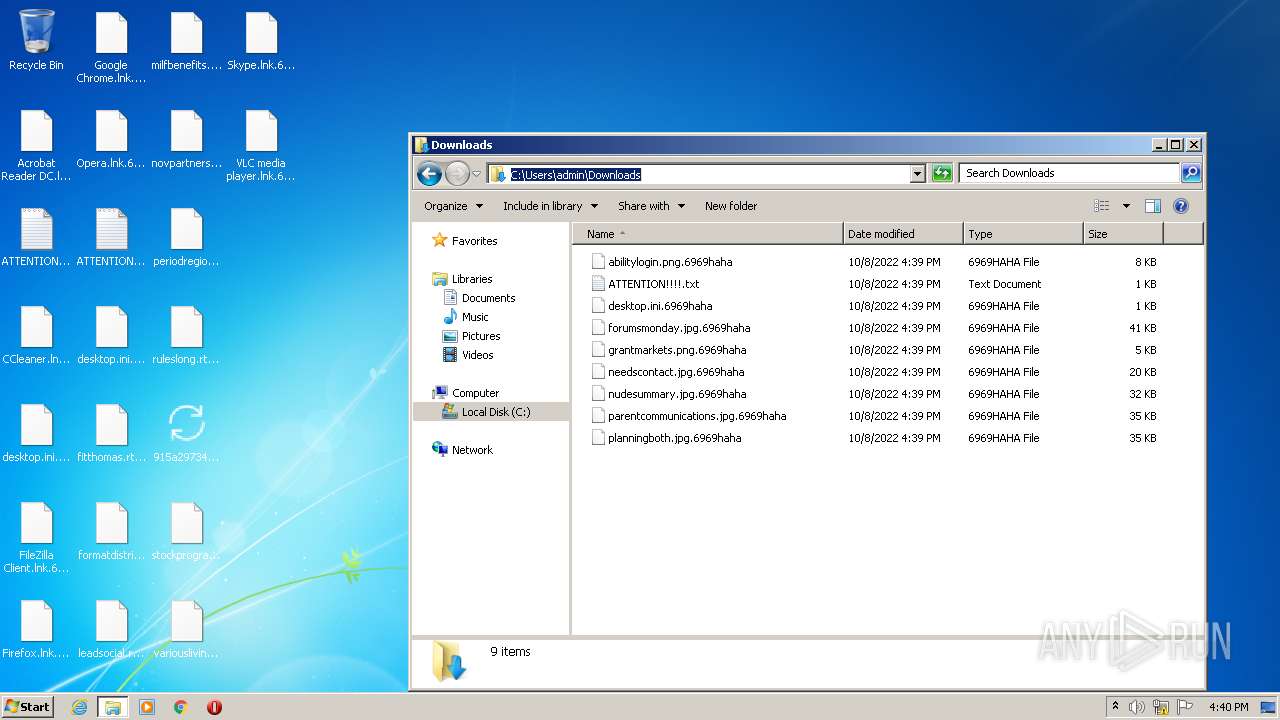 Recycle Bin
Google
Chrome.lnk....
milfbenefits....
Skype.lnk.6...
Acrobat
Reader DC.l...
Opera.lnk.6...
novpartners...
VLC media
player.lnk.6...
ATTENTION...
ATTENTION...
periodregio...
CCleaner.ln...
desktop.ini....
ruleslong.rt...
desktop.ini....
fitthomas.rt...
915a29734...
FileZilla
Client.lnk.6...
formatdistri...
stockprogra...
Firefox.lnk....
leadsocial.r...
variouslivin...
Downloads
C:\Users\admin\Downloads
Search Downloads
Organize
Include in library
Share with
New folder
Favorites
Libraries
Documents
Music
Pictures
Videos
Computer
Local Disk (C:)
Network
Name Date modified Type Size
abilitylogin.png.6969haha 10/8/2022 4:39 PM 6969HAHA File 8 KB
ATTENTION!!!!.txt 10/8/2022 4:39 PM Text Document 1 KB
desktop.ini.6969haha 10/8/2022 4:39 PM 6969HAHA File 1 KB
forumsmonday.jpg.6969haha 10/8/2022 4:39 PM 6969HAHA File 41 KB
grantmarkets.png.6969haha 10/8/2022 4:39 PM 6969HAHA File 5 KB
needscontact.jpg.6969haha 10/8/2022 4:39 PM 6969HAHA File 20 KB
nudesummary.jpg.6969haha 10/8/2022 4:39 PM 6969HAHA File 32 KB
parentcommunications.jpg.6969haha 10/8/2022 4:39 PM 6969HAHA File 35 KB
planningboth.jpg.6969haha 10/8/2022 4:39 PM 6969HAHA File 35 KB
9 items
ANY RUN
Start
4:40 PM